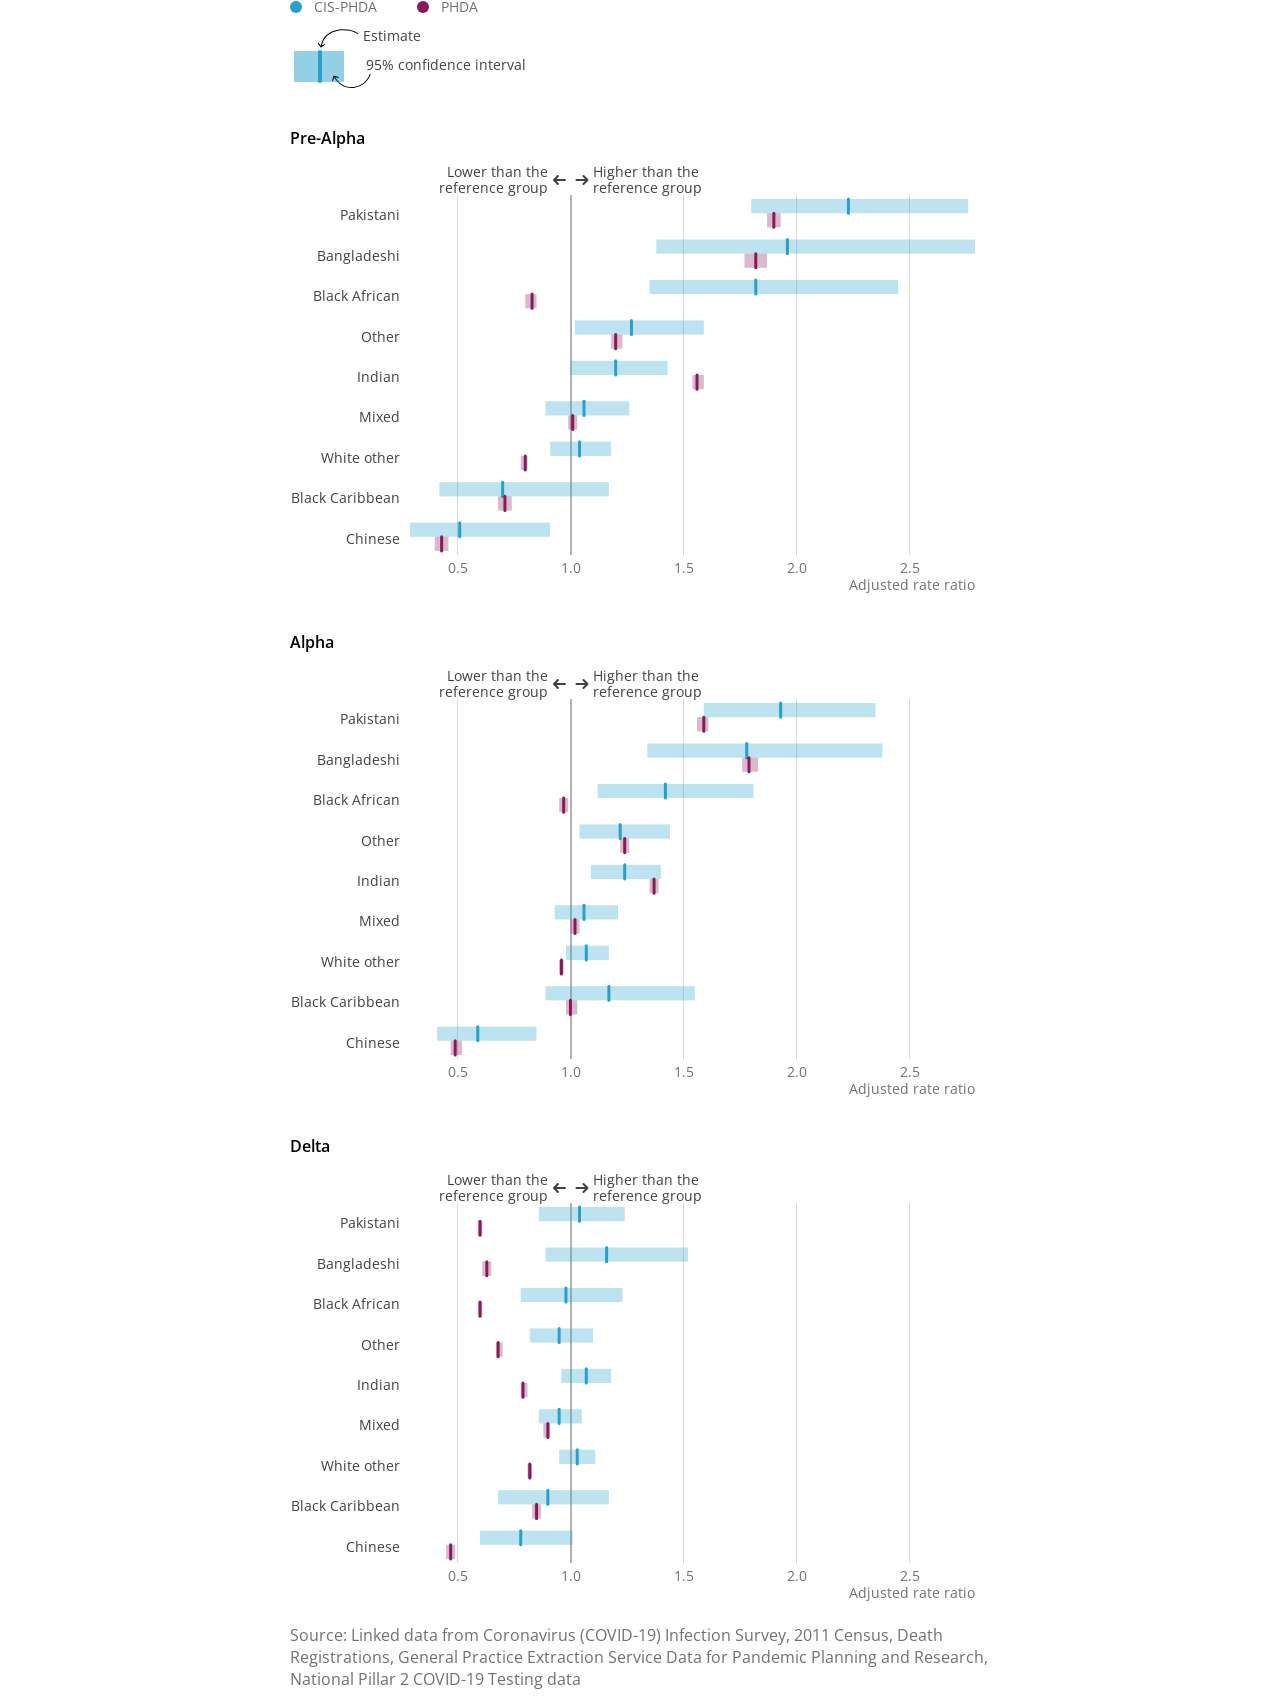 CIS-PHDA PHDA
Estimate
95% confidence interval
Pre-Alpha
Lower than the Higher than the
reference group reference group
Pakistani
Bangladeshi
Black African
Other
Indian
Mixed
White other
Black Caribbean
Chinese
0.5 1.0 1.5 2.0 2.5
Adjusted rate ratio
Alpha
Lower than the Higher than the
reference group reference group
Pakistani
Bangladeshi
Black African
Other
Indian
Mixed
White other
Black Caribbean
Chinese
0.5 1.0 1.5 2.0 2.5
Adjusted rate ratio
Delta
Lower than the Higher than the
reference group reference group
Pakistani
Bangladeshi
Black African
Other
Indian
Mixed
White other
Black Caribbean
Chinese
0.5 1.0 1.5 2.0 2.5
Adjusted rate ratio
Source: Linked data from Coronavirus (COVID-19) Infection Survey, 2011 Census, Death
Registrations, General Practice Extraction Service Data for Pandemic Planning and Research,
National Pillar 2 COVID-19 Testing data